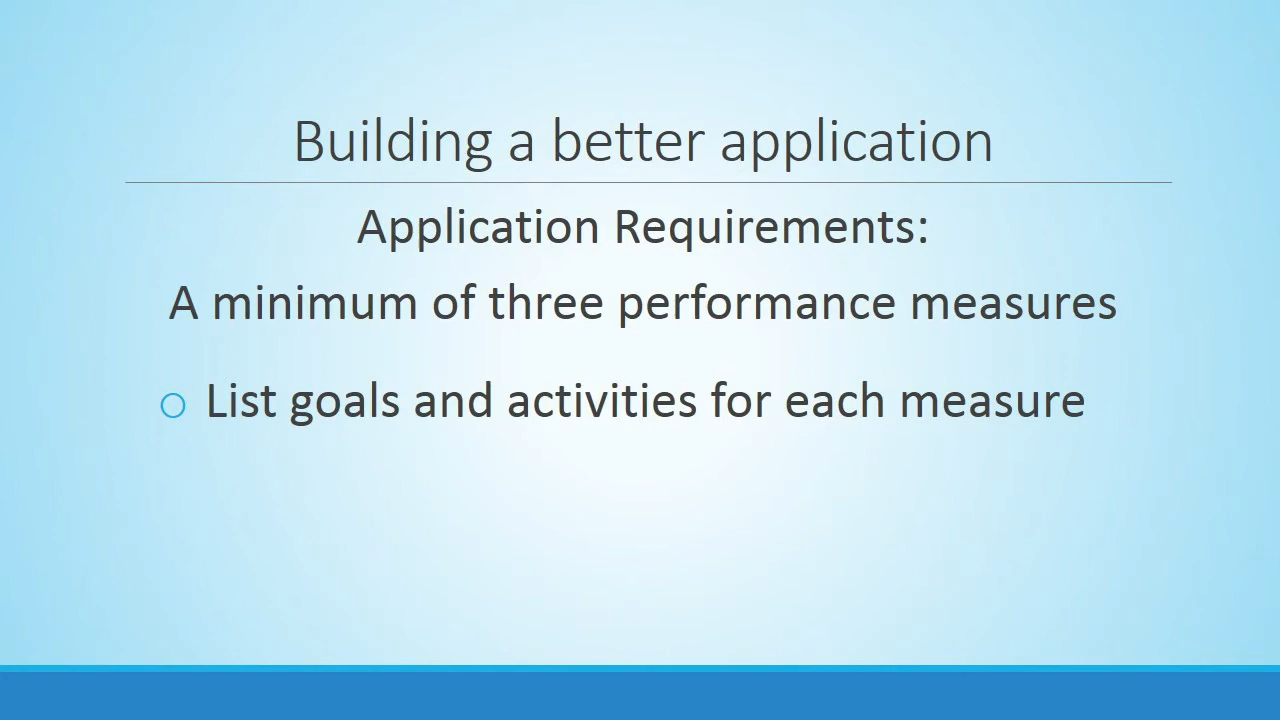 Building a better application
Application Requirements:
A minimum of three performance measures
List goals and activities for each measure